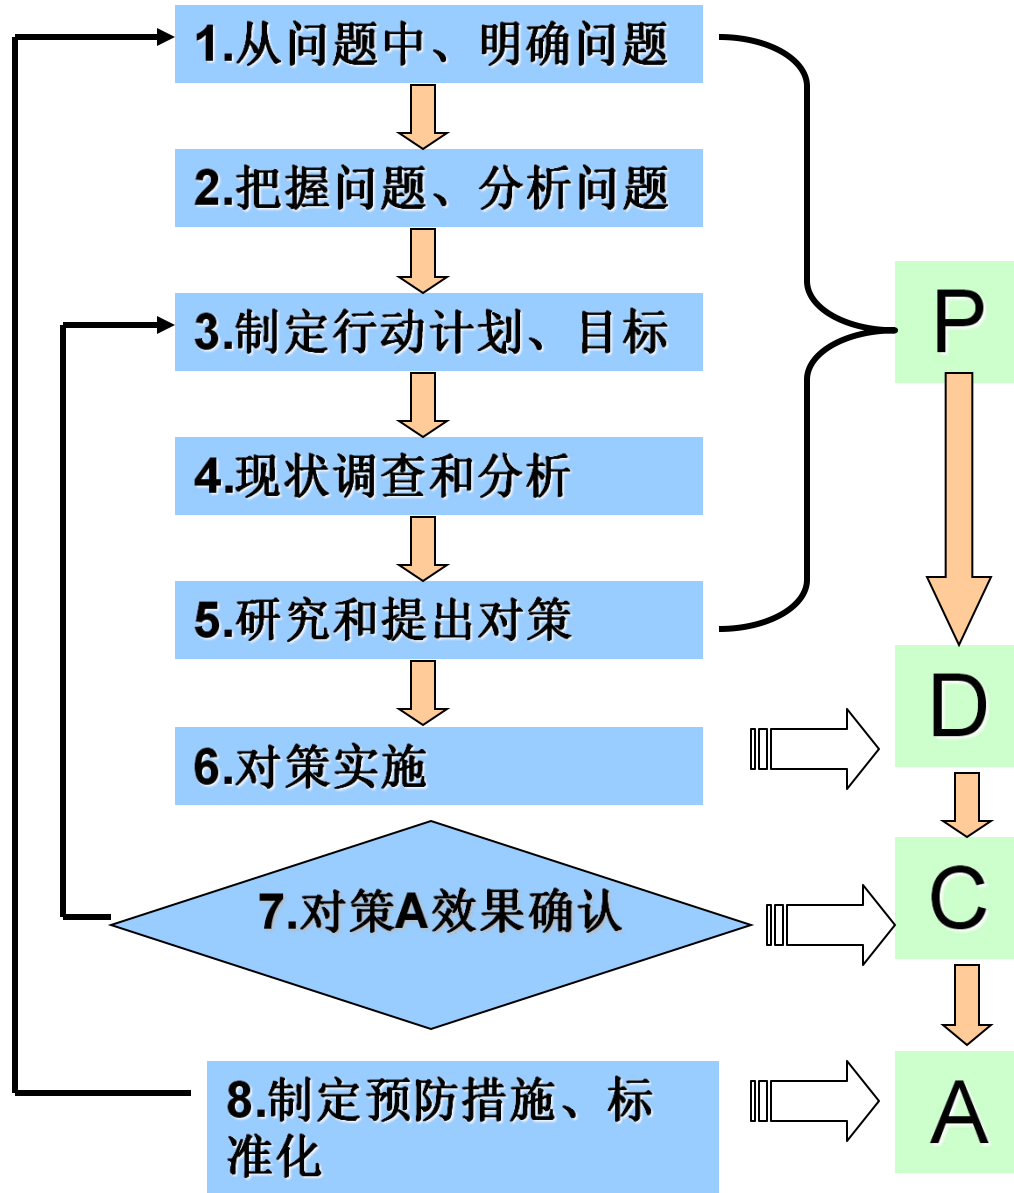 1.从问题中、明确问题
2.把握问题、分析问题
3.制定行动计划、目标
4.现状调查和分析
5.研究和提出对策
6.对策实施
7.对策A效果确认
8.制定预防措施、标
准化
P
D
C
A